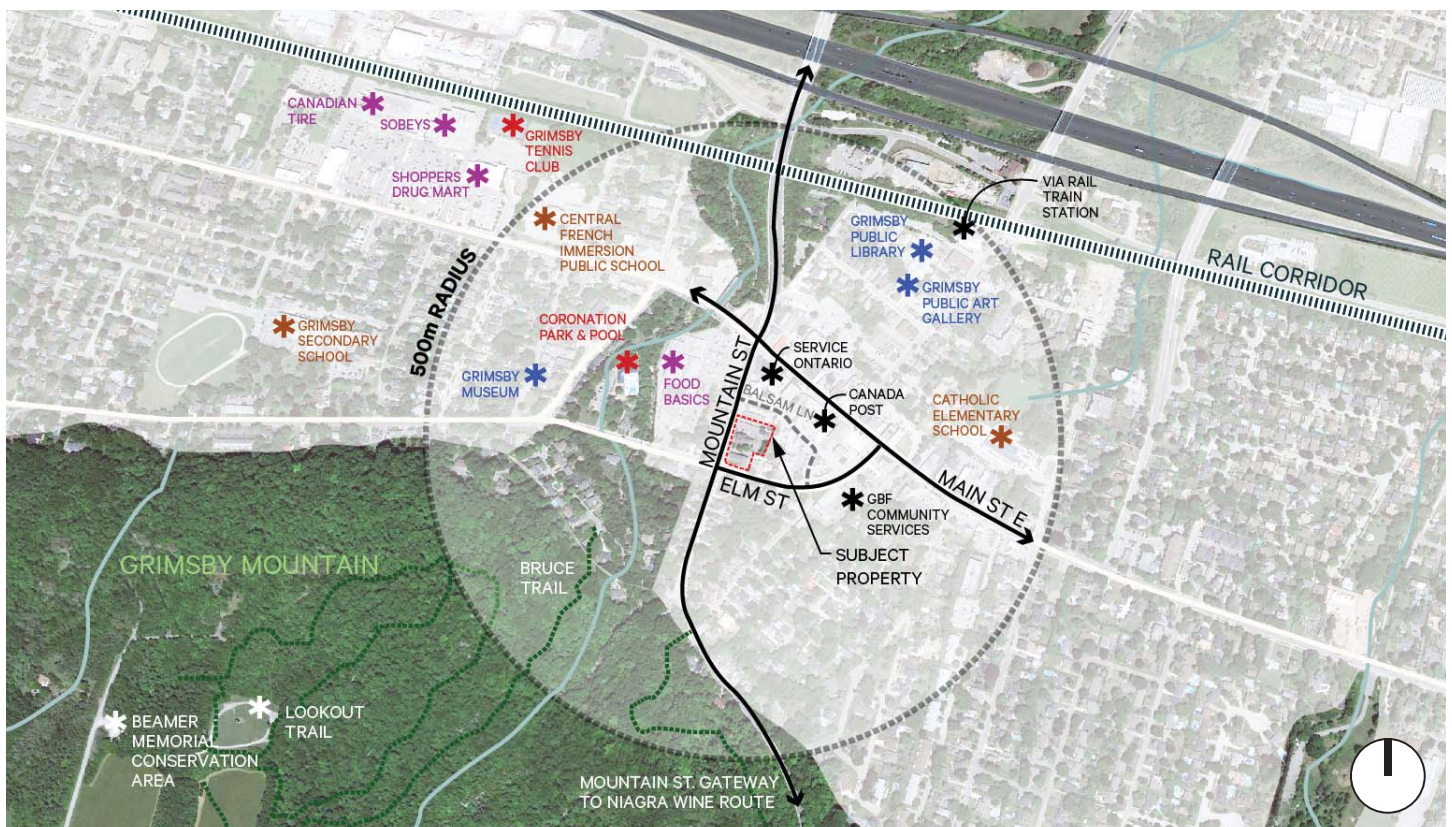 CANADIAN
TIRE
SOBEYS
GRIMSBY
TENNIS
CLUB
SHOPPERS
DRUG MART
CENTRAL
FRENCH
IMMERSION
PUBLIC SCHOOL
VIA RAIL
TRAIN
STATION
GRIMSBY
PUBLIC
LIBRARY
GRIMSBY
PUBLIC ART
GALLERY
RAIL CORRIDOR
500m RADIUS
GRIMSBY
SECONDARY
SCHOOL
CORONATION
PARK & POOL
GRIMSBY
MUSEUM
FOOD
BASICS
MOUNTAIN ST
SERVICE
ONTARIO
BALSAM LN
CANADA
POST
CATHOLIC
ELEMENTARY
SCHOOL
ELM ST
MAIN ST E
GBF
COMMUNITY
SERVICES
SUBJECT
PROPERTY
GRIMSBY MOUNTAIN
BRUCE
TRAIL
LOOKOUT
TRAIL
BEAMER
MEMORIAL
CONSERVATION
AREA
MOUNTAIN ST. GATEWAY
TO NIAGRA WINE ROUTE